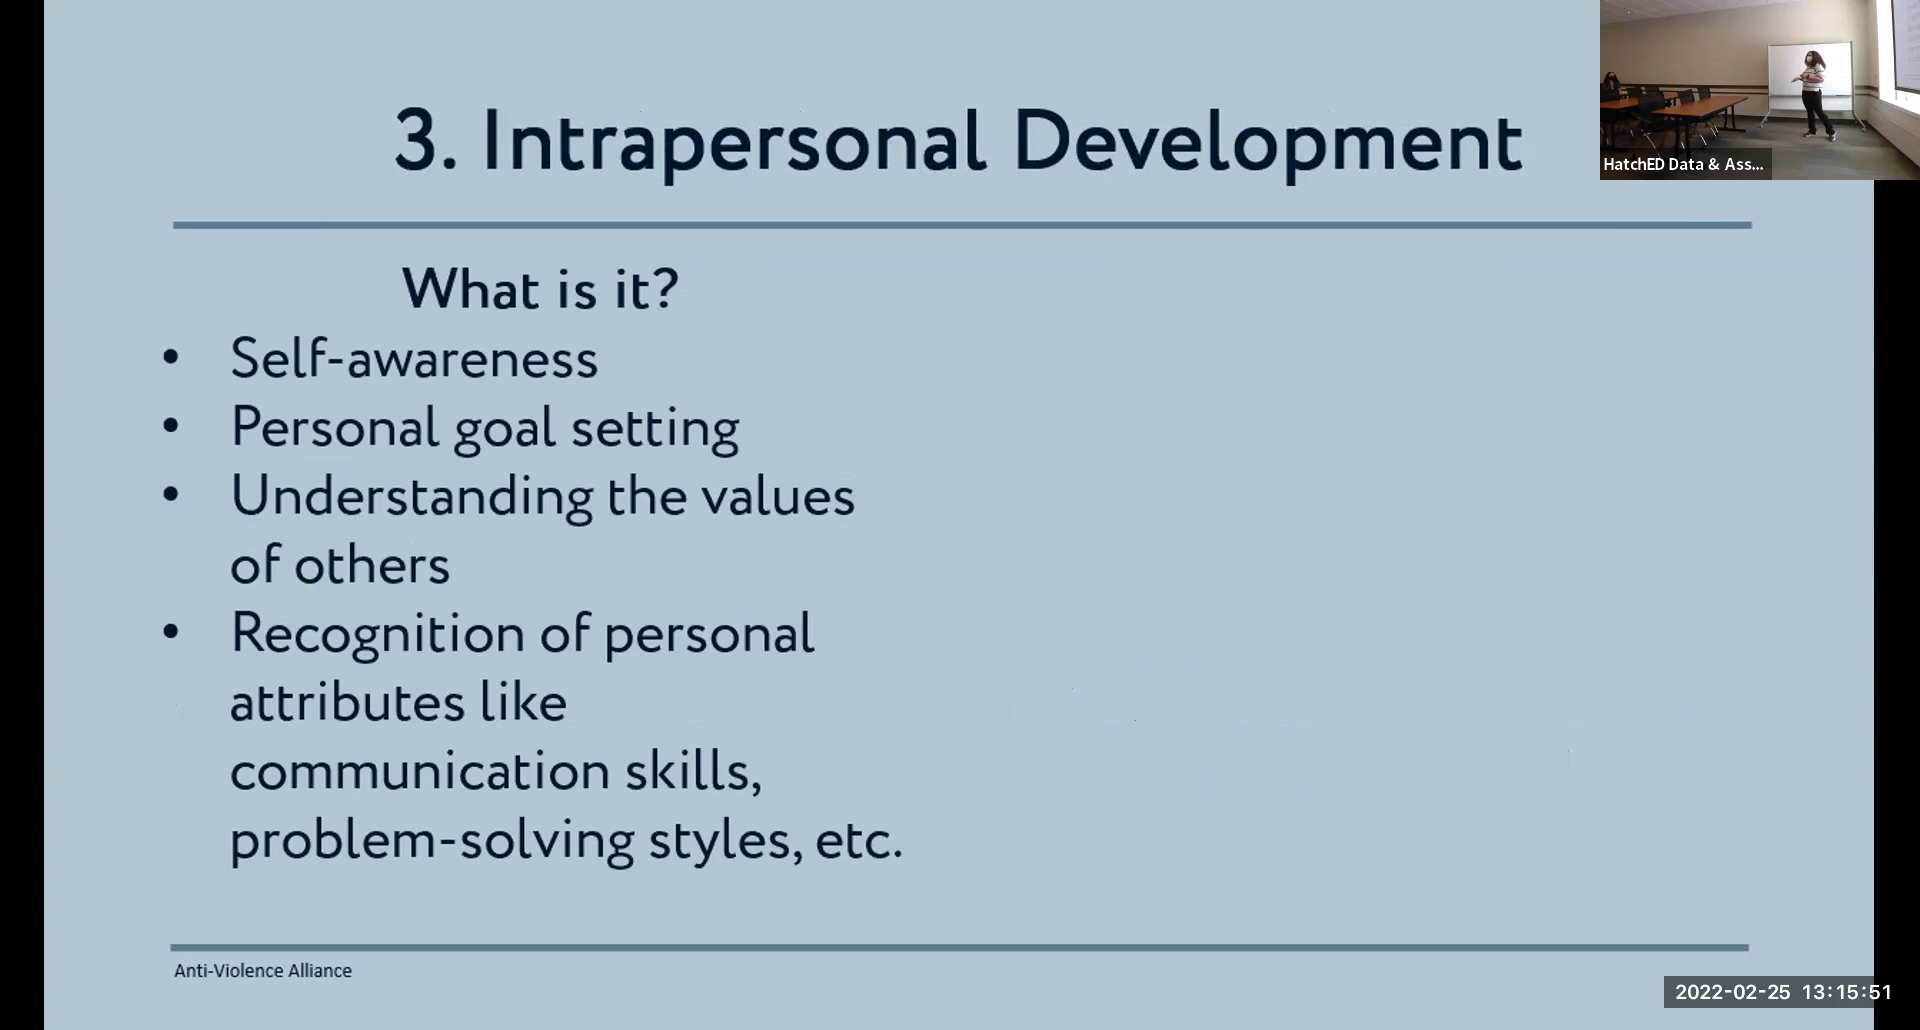 3. Intrapersonal Development
HatchED Data & Ass...
What is it?
• Self-awareness
• Personal goal setting
• Understanding the values
of others
• Recognition of personal
attributes like
communication skills,
problem-solving styles, etc.
Anti-Violence Alliance
2022-02-25 13:15:51